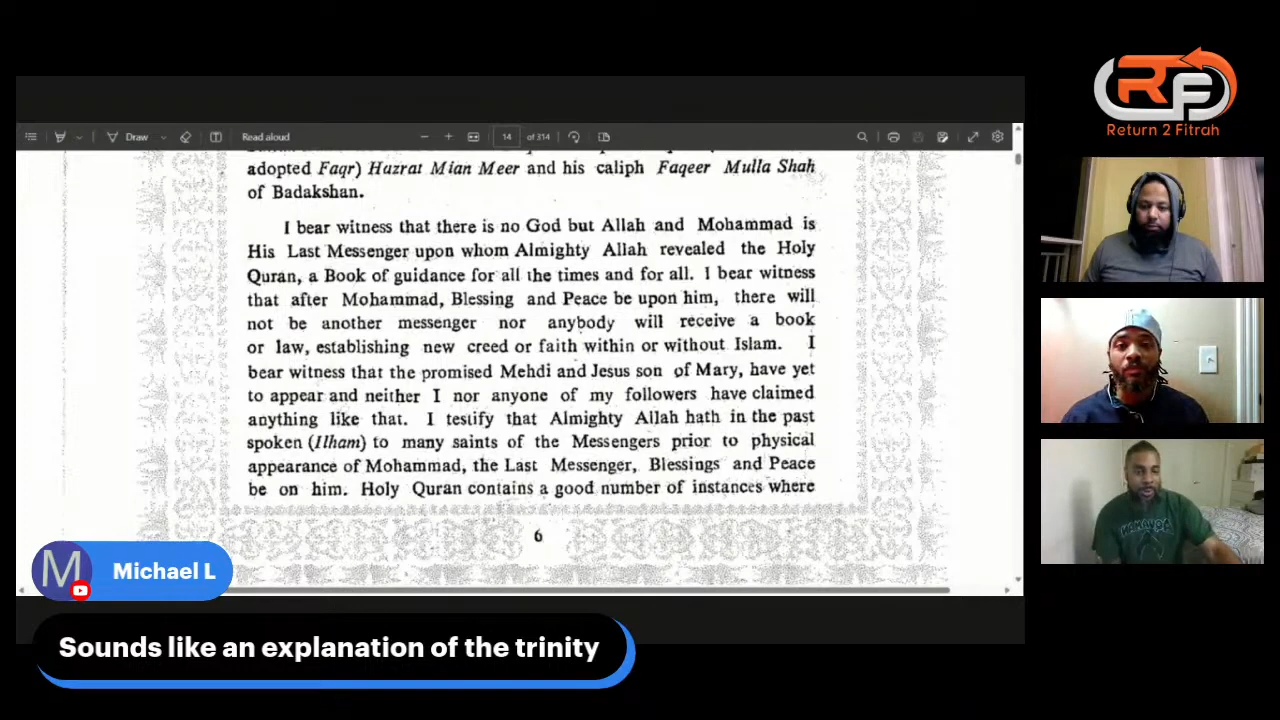 Draw
Read aloud
14 of 314
adopted Faqr) Hazrat Mian Meer and his caliph Faqeer Mulla Shah
of Badakshan.
I bear witness that there is no God but Allah and Mohammad is
His Last Messenger upon whom Almighty Allah revealed the Holy
Quran, a Book of guidance for all the times and for all. I bear witness
that after Mohammad, Blessing and Peace be upon him, there will
not be another messenger nor anybody will receive a book
or law, establishing new creed or faith within or without Islam. I
bear witness that the promised Mehdi and Jesus son of Mary, have yet
to appear and neither I nor anyone of my followers have claimed
anything like that. I testify that Almighty Allah hath in the past
spoken (Ilham) to many saints of the Messengers prior to physical
appearance of Mohammad, the Last Messenger, Blessings and Peace
be on him. Holy Quran contains a good number of instances where
6
M
Michael L
Sounds like an explanation of the trinity
RF
Return 2 Fitrah
WAKANDA